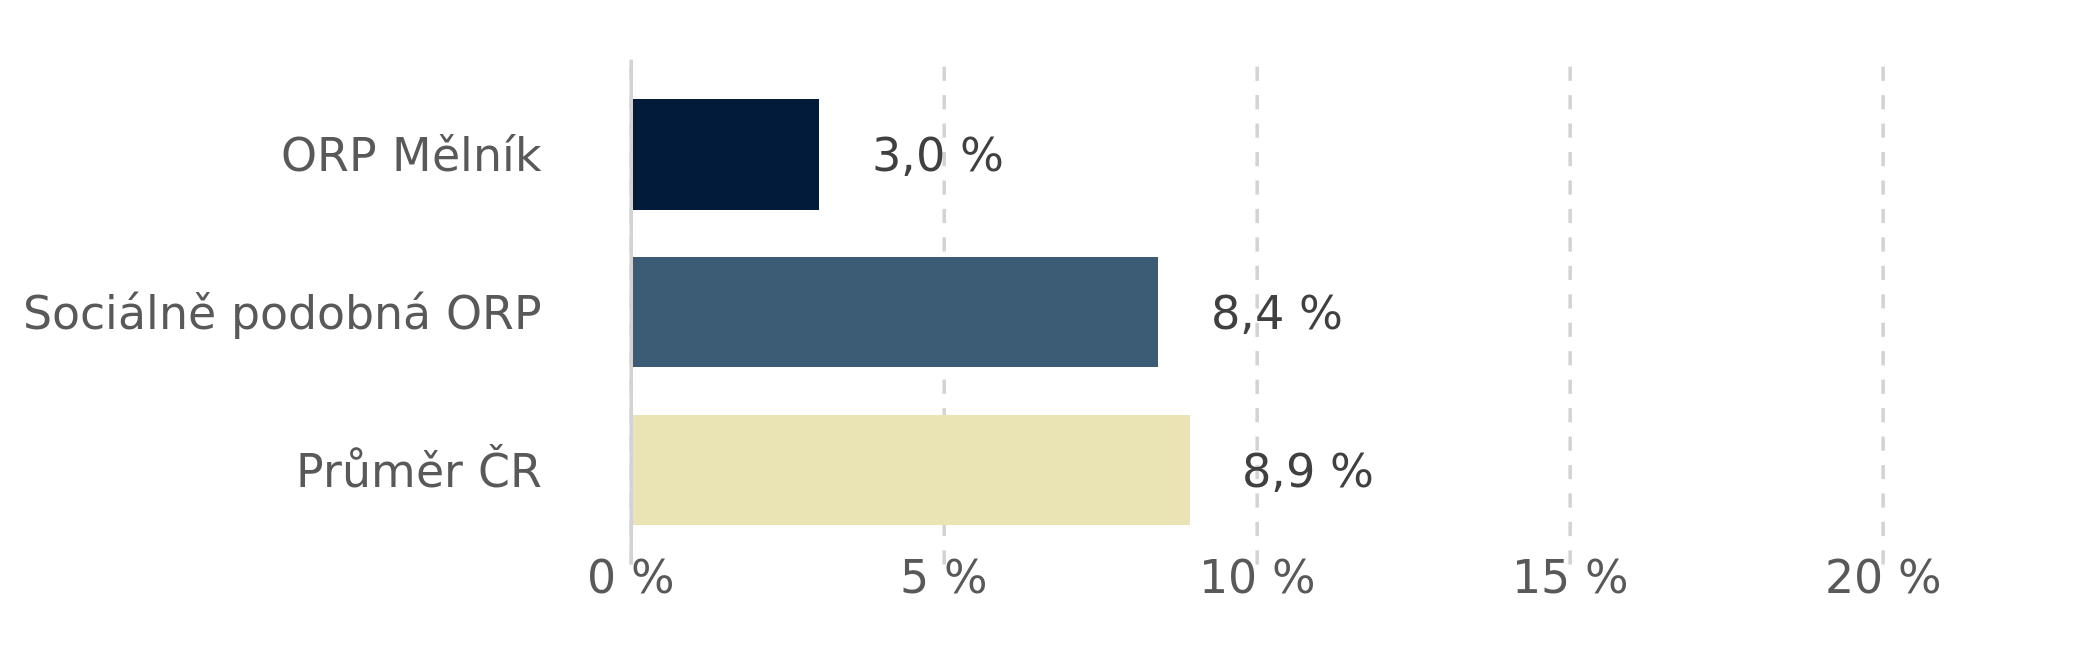 ORP Mělník
3,0 %
Sociálně podobná ORP
8,4 %
Průměr ČR
8,9 %
0 % 5 % 10 % 15 % 20 %